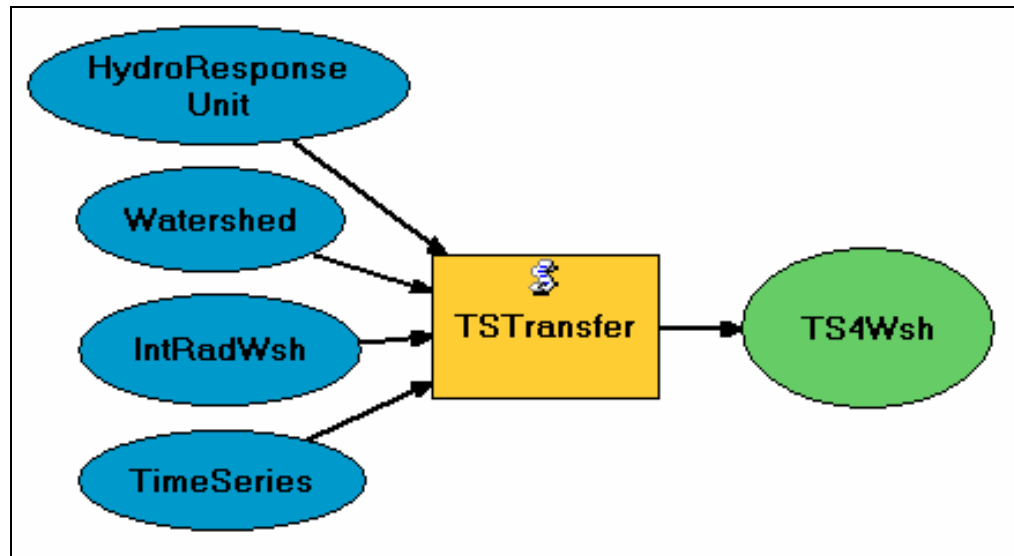 HydroResponse
Unit
Watershed
IntRadWsh
TimeSeries
TSTransfer
TS4Wsh